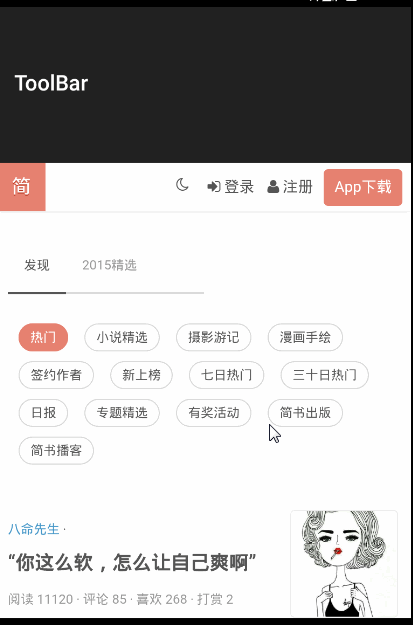 ToolBar
简 登录 注册 App下载
发现 2015精选
热门 小说精选 摄影游记 漫画手绘
签约作者 新上榜 七日热门 三十日热门
日报 专题精选 有奖活动 简书出版
简书播客
八命先生 ·
“你这么软，怎么让自己爽啊”
阅读 11120 · 评论 85 · 喜欢 268 · 打赏 2